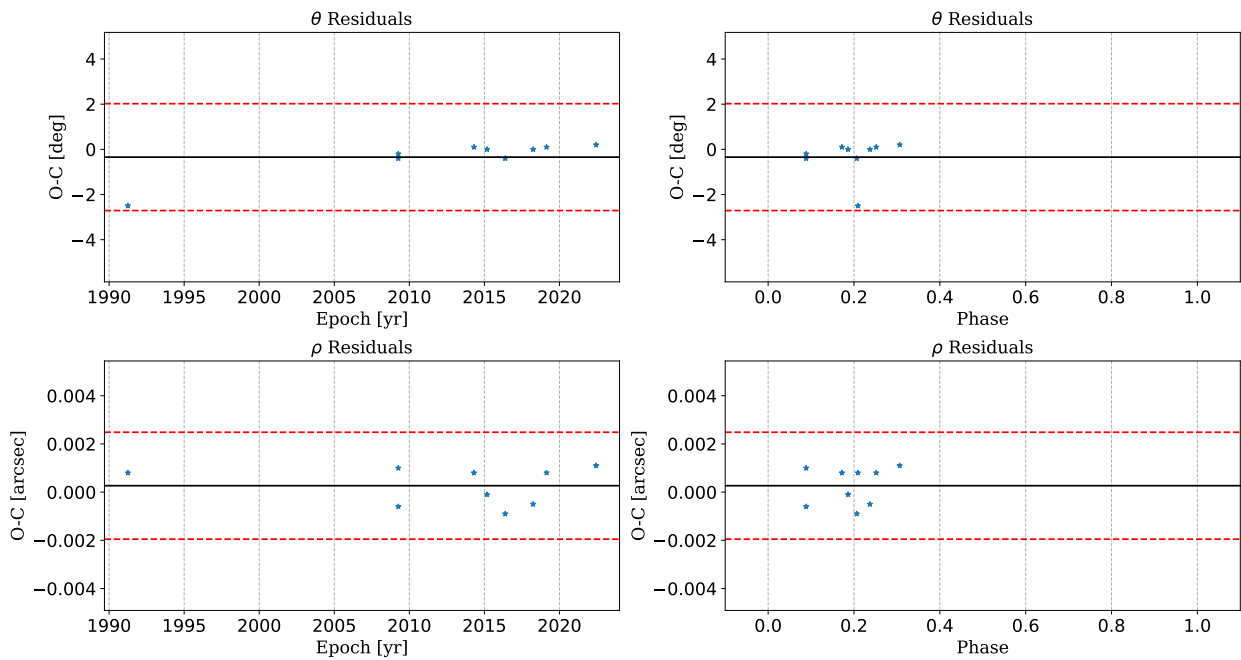 θ Residuals
4
2
0
−2
−4
O-C [deg]
1990 1995 2000 2005 2010 2015 2020
Epoch [yr]
θ Residuals
4
2
0
−2
−4
O-C [deg]
0.0 0.2 0.4 0.6 0.8 1.0
Phase
ρ Residuals
0.004
0.002
0.000
−0.002
−0.004
O-C [arcsec]
1990 1995 2000 2005 2010 2015 2020
Epoch [yr]
ρ Residuals
0.004
0.002
0.000
−0.002
−0.004
O-C [arcsec]
0.0 0.2 0.4 0.6 0.8 1.0
Phase